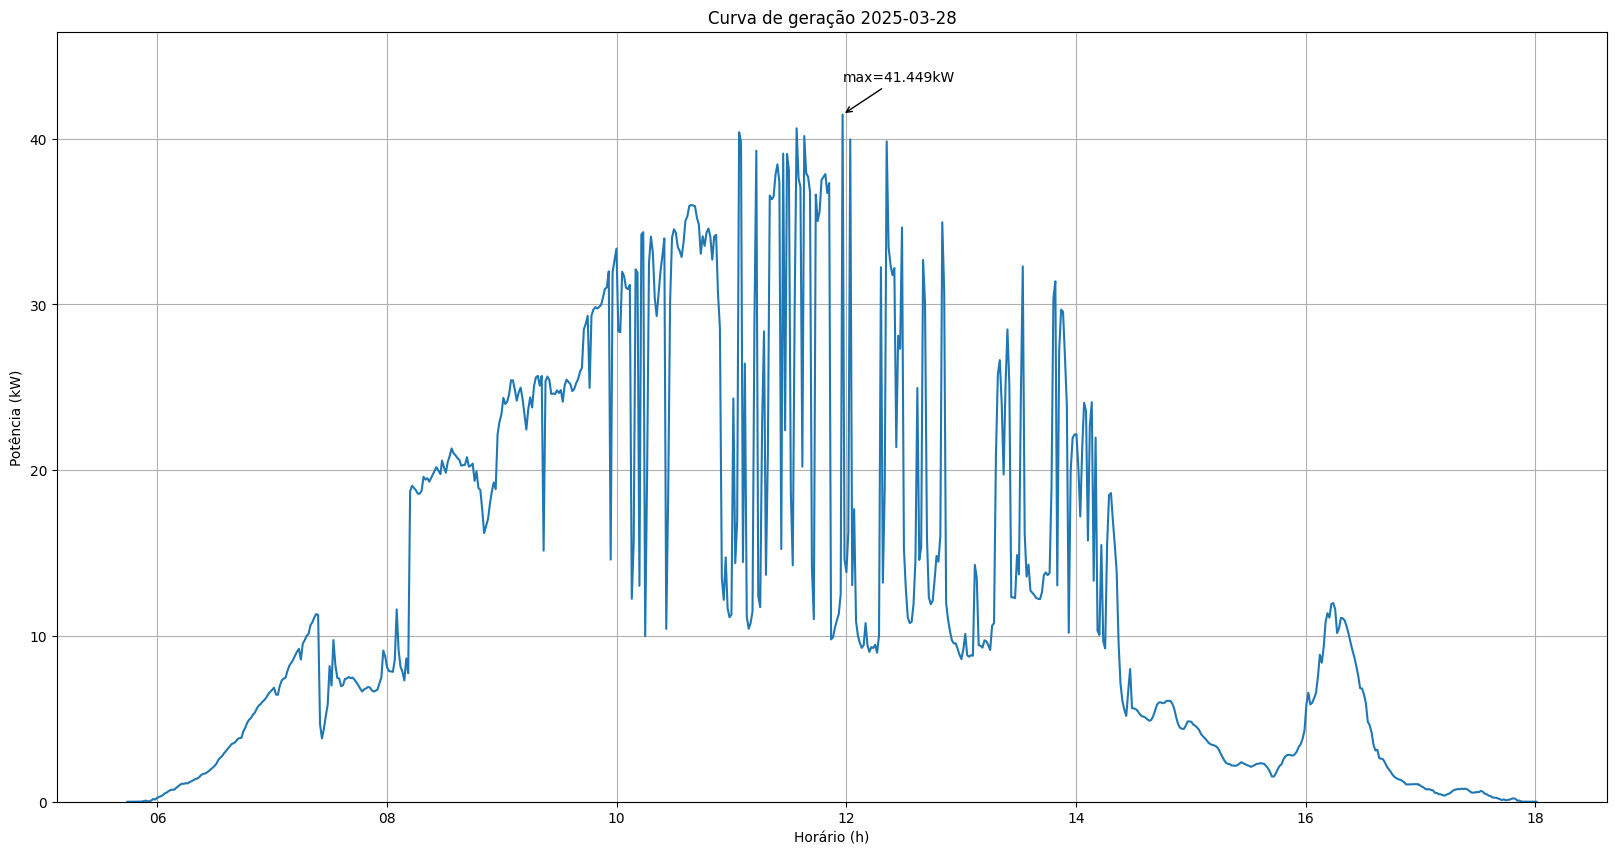 Curva de geração 2025-03-28
max=41.449kW
Potência (kW)
40
30
20
10
0
06 08 10 12 14 16 18
Horário (h)